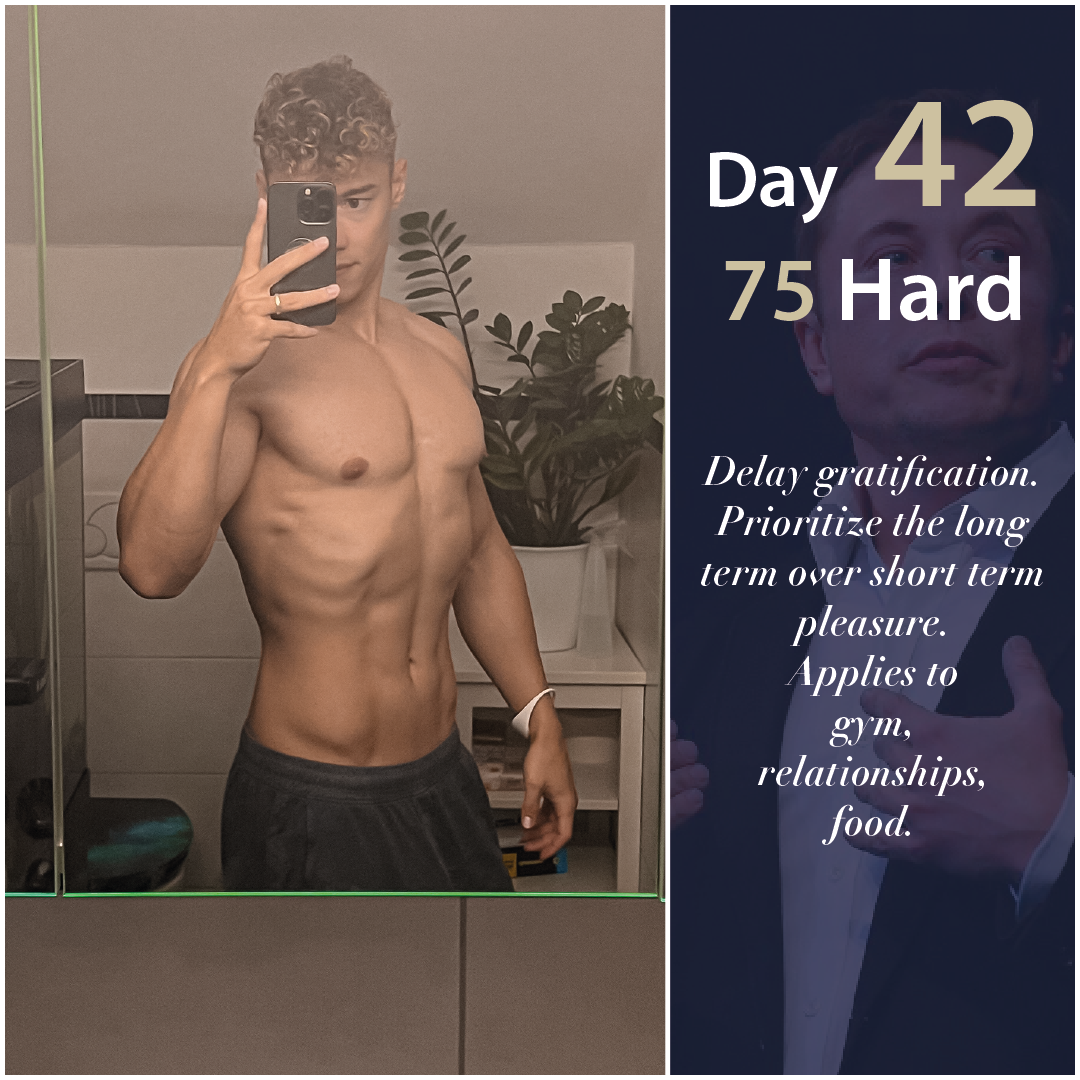 Day 42
75 Hard
Delay gratification.
Prioritize the long
term over short term
pleasure.
Applies to
gym,
relationships,
food.